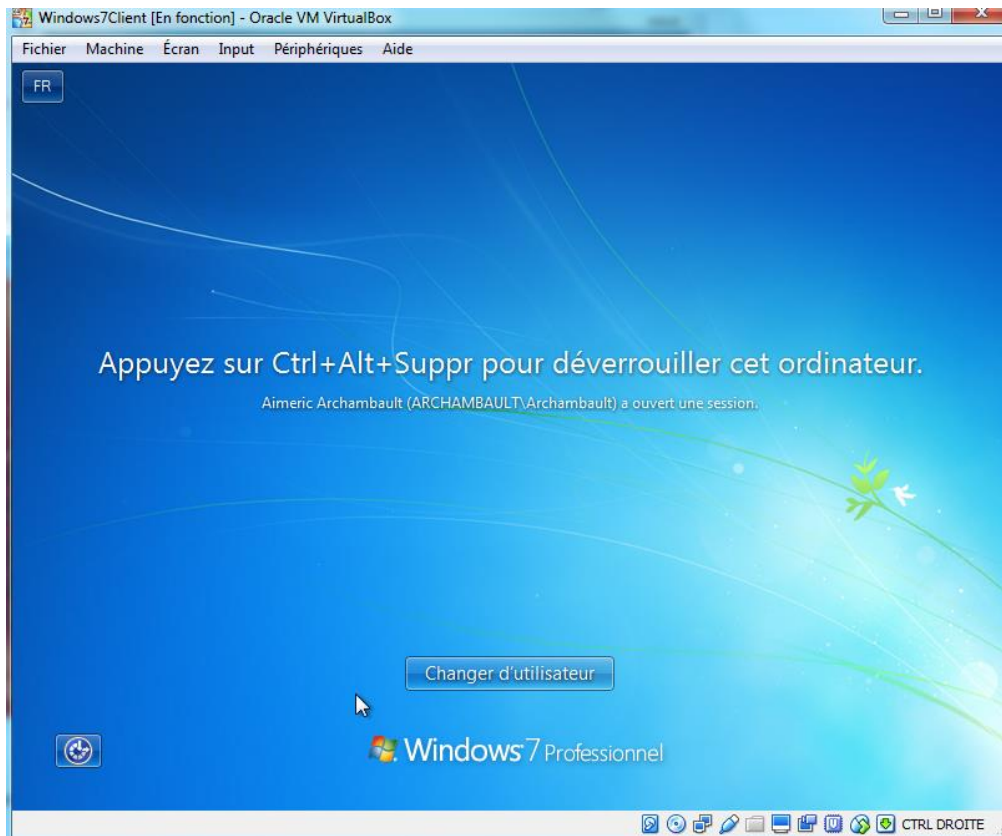 Windows7Client [En fonction] - Oracle VM VirtualBox
Fichier Machine Écran Input Périphériques Aide
FR
Appuyez sur Ctrl+Alt+Suppr pour déverrouiller cet ordinateur.
Aimeric Archambault (ARCHAMBAULT\Archambault) a ouvert une session.
Changer d'utilisateur
Windows 7 Professionnel
CTRL DROITE